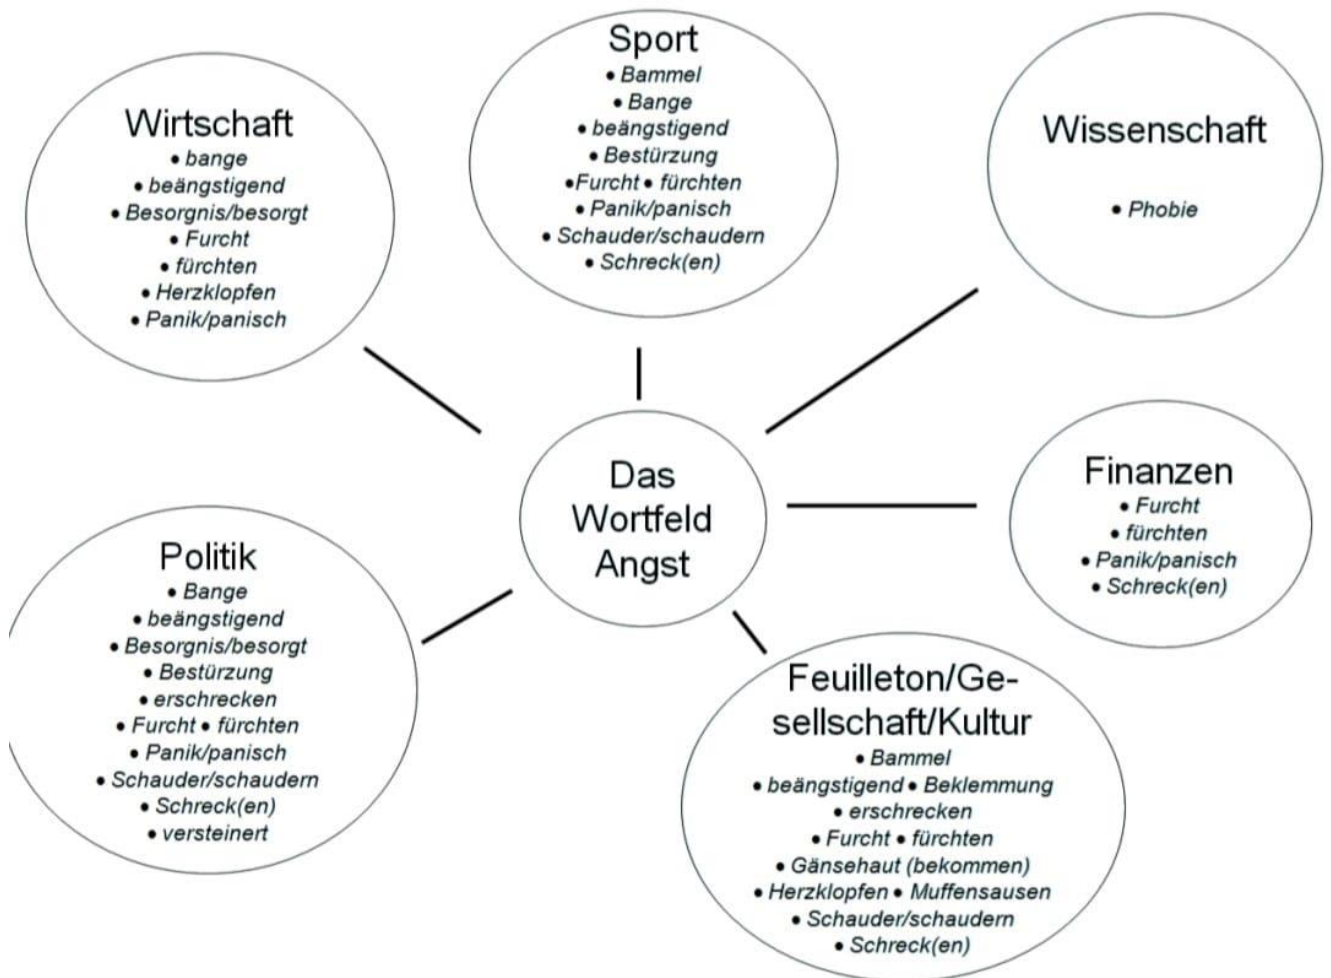 Sport
• Bammel
• Bange
• beängstigend
• Bestürzung
•Furcht • fürchten
• Panik/panisch
• Schauder/schaudern
• Schreck(en)
Wirtschaft
• bange
• beängstigend
• Besorgnis/besorgt
• Furcht
• fürchten
• Herzklopfen
• Panik/panisch
Wissenschaft
• Phobie
Das
Wortfeld
Angst
Finanzen
• Furcht
• fürchten
• Panik/panisch
• Schreck(en)
Politik
• Bange
• beängstigend
• Besorgnis/besorgt
• Bestürzung
• erschrecken
• Furcht • fürchten
• Panik/panisch
• Schauder/schaudern
• Schreck(en)
• versteinert
Feuilleton/Ge-
sellschaft/Kultur
• Bammel
• beängstigend • Beklemmung
• erschrecken
• Furcht • fürchten
• Gänsehaut (bekommen)
• Herzklopfen • Muffensausen
• Schauder/schaudern
• Schreck(en)